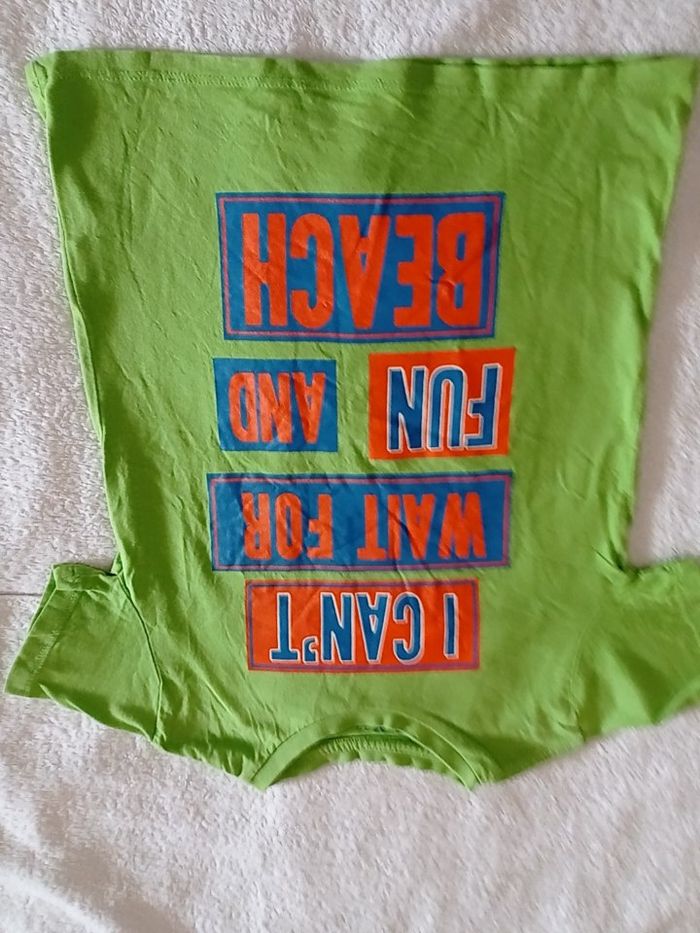 I CAN'T
WAIT FOR
FUN AND
BEACH